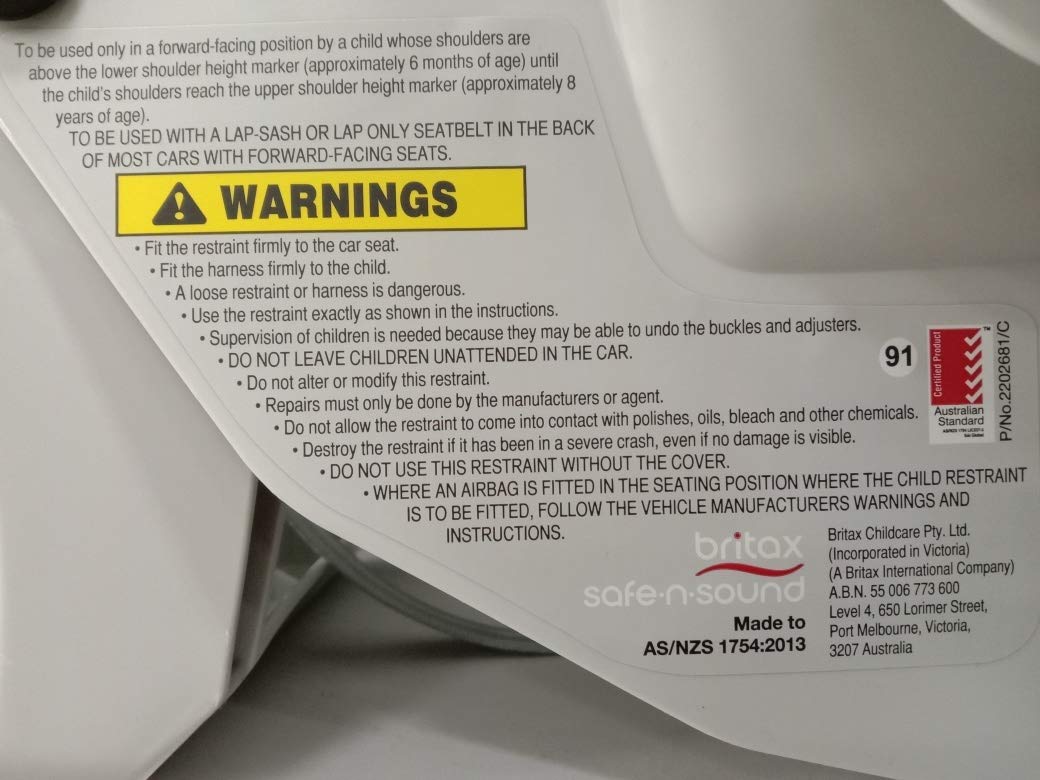 To be used only in a forward-facing position by a child whose shoulders are
above the lower shoulder height marker (approximately 6 months of age) until
the child's shoulders reach the upper shoulder height marker (approximately 8
years of age).
TO BE USED WITH A LAP-SASH OR LAP ONLY SEATBELT IN THE BACK
OF MOST CARS WITH FORWARD-FACING SEATS.
WARNINGS
• Fit the restraint firmly to the car seat.
• Fit the harness firmly to the child.
• A loose restraint or harness is dangerous.
• Use the restraint exactly as shown in the instructions.
• Supervision of children is needed because they may be able to undo the buckles and adjusters.
• DO NOT LEAVE CHILDREN UNATTENDED IN THE CAR.
• Do not alter or modify this restraint.
• Repairs must only be done by the manufacturers or agent.
• Do not allow the restraint to come into contact with polishes, oils, bleach and other chemicals.
• Destroy the restraint if it has been in a severe crash, even if no damage is visible.
• DO NOT USE THIS RESTRAINT WITHOUT THE COVER.
• WHERE AN AIRBAG IS FITTED IN THE SEATING POSITION WHERE THE CHILD RESTRAINT
IS TO BE FITTED, FOLLOW THE VEHICLE MANUFACTURERS WARNINGS AND
INSTRUCTIONS.
91
Certified Product
™
Australian
Standard
P/No.2202681/C
britax
safe·n·sound
Made to
AS/NZS 1754:2013
Britax Childcare Pty. Ltd.
(Incorporated in Victoria)
(A Britax International Company)
A.B.N. 55 006 773 600
Level 4, 650 Lorimer Street,
Port Melbourne, Victoria,
3207 Australia